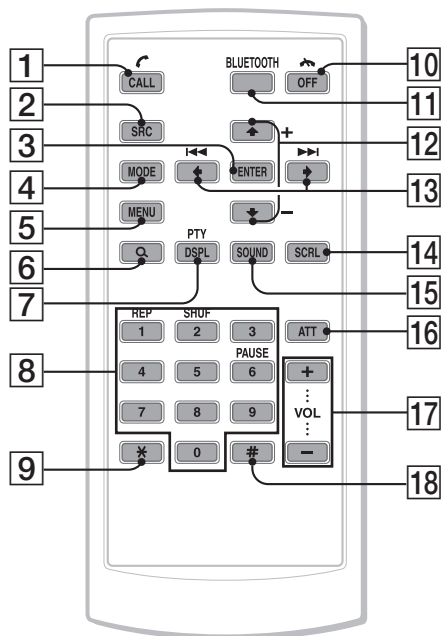 1 CALL BLUETOOTH OFF 10
11
2 SRC + 12
3 ENTER
4 MODE 13
5 MENU −
6 PTY
7 DSPL SOUND SCRL 14
15
REP SHUF
1 2 3 ATT 16
8 PAUSE
4 5 6 +
VOL 17
7 8 9 −
9 * 0 # 18